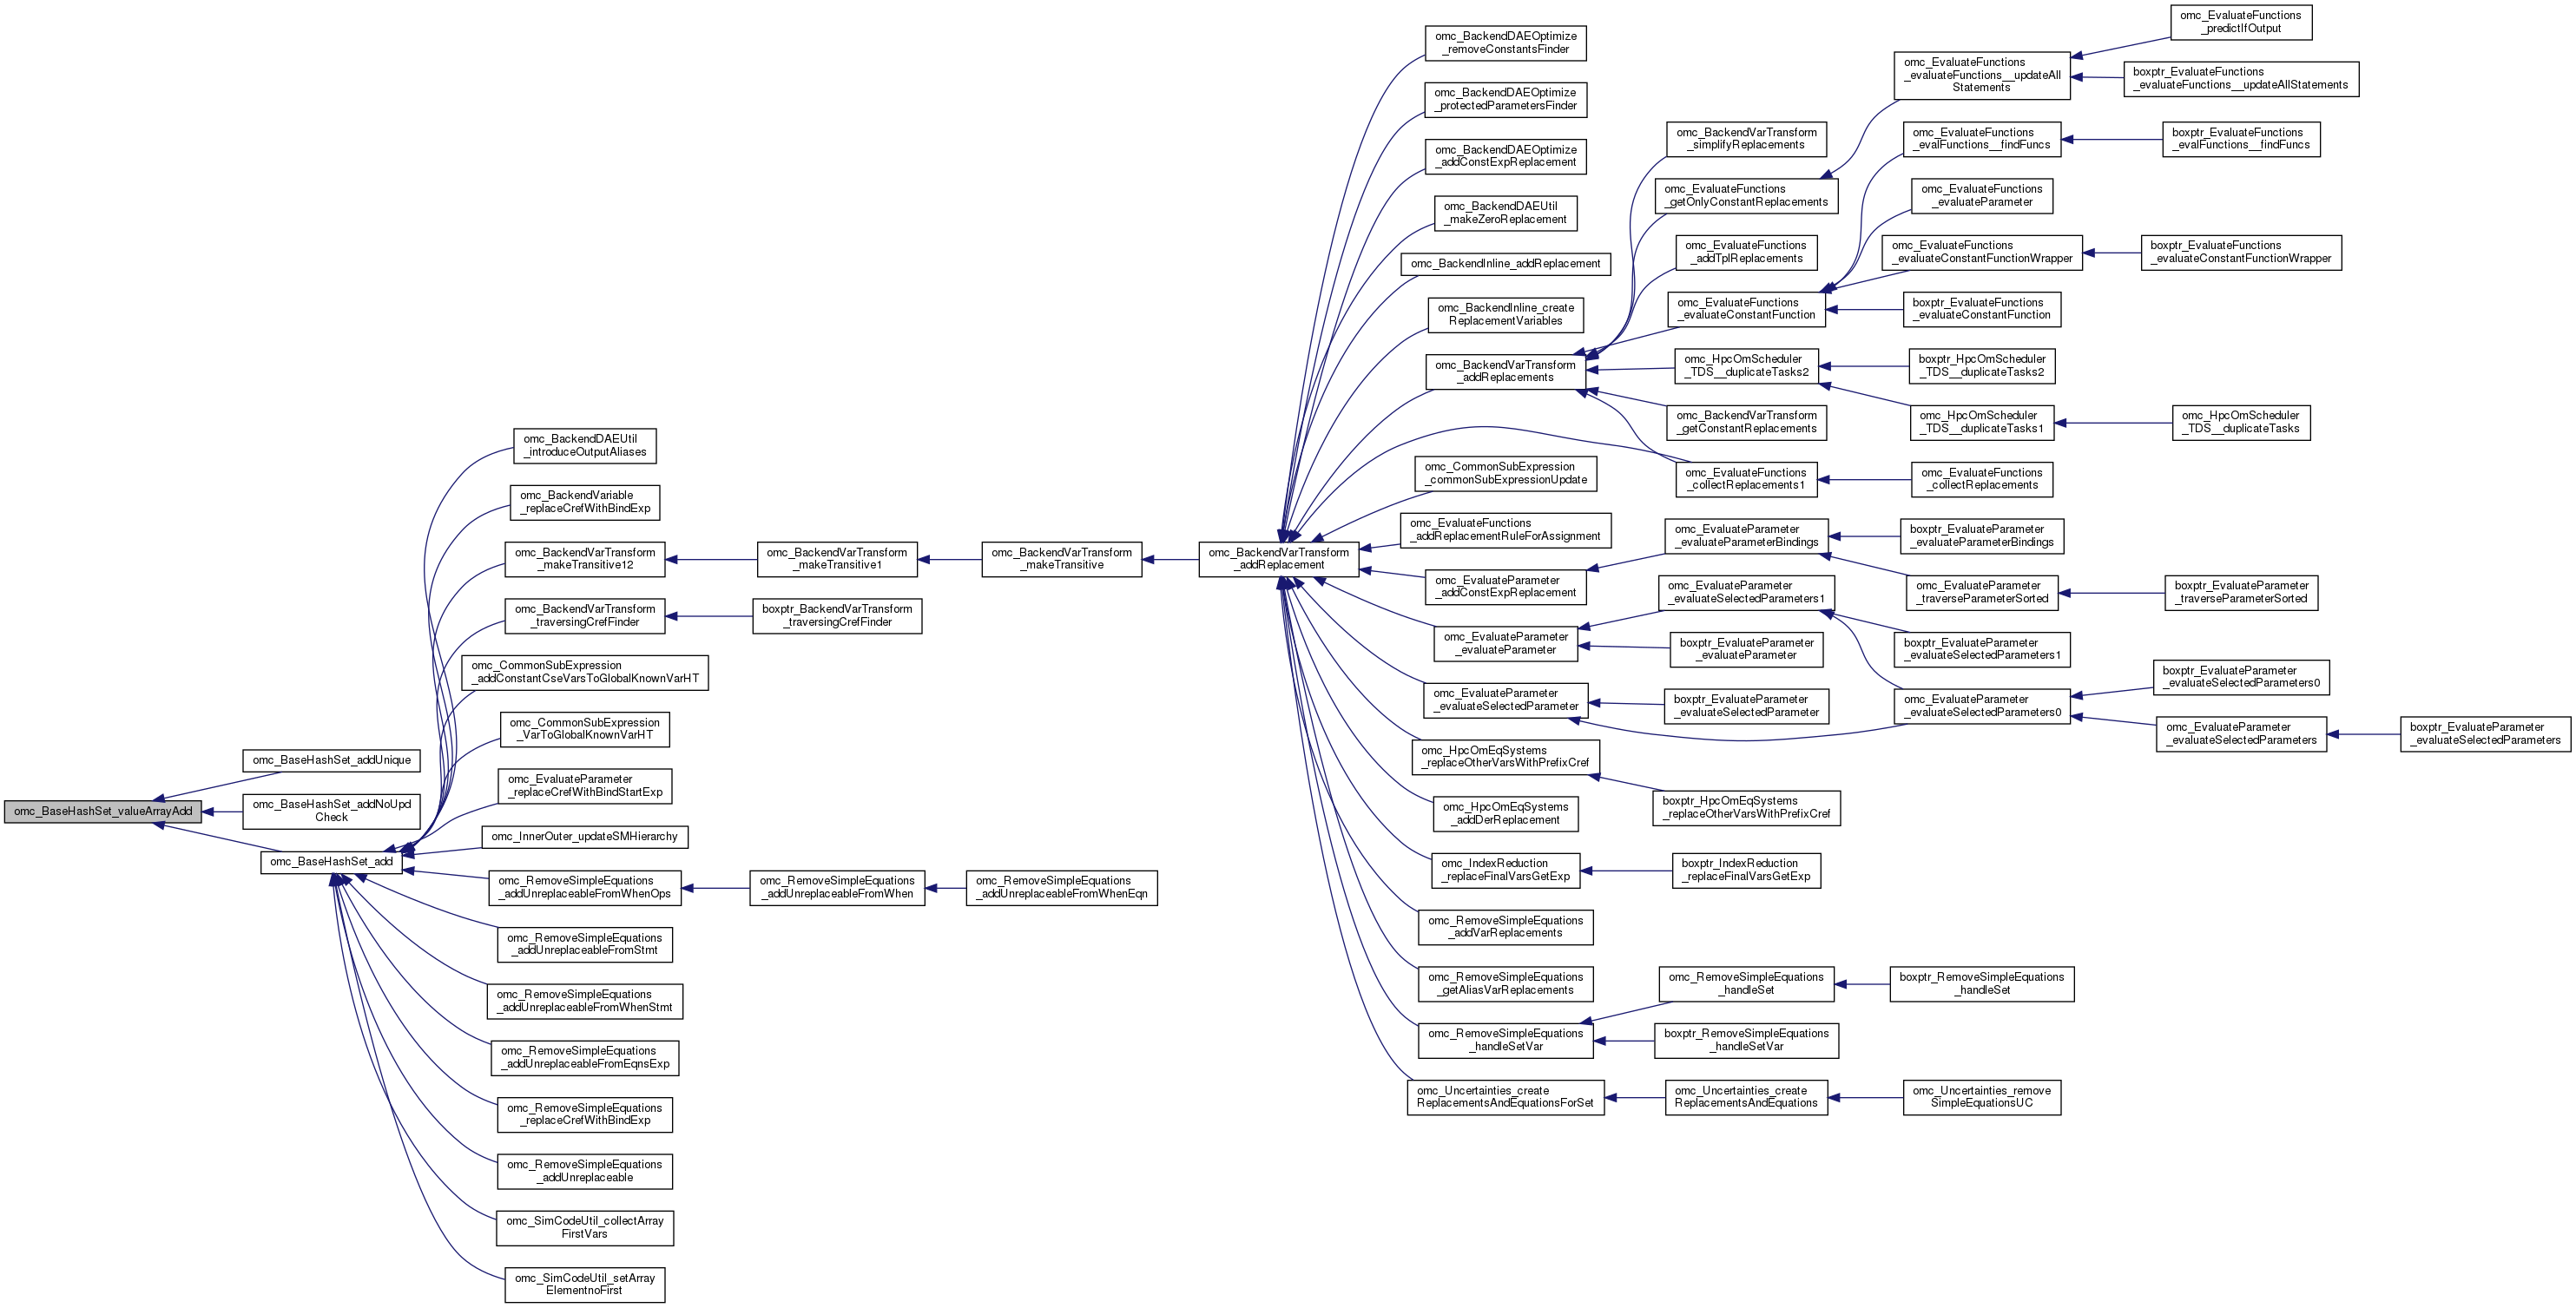 omc_BaseHashSet_valueArrayAdd
omc_BaseHashSet_addUnique
omc_BaseHashSet_addNoUpd
Check
omc_BaseHashSet_add
omc_BackendDAEUtil
_introduceOutputAliases
omc_BackendVariable
_replaceCrefWithBindExp
omc_BackendVarTransform
_makeTransitive12
omc_BackendVarTransform
_traversingCrefFinder
omc_CommonSubExpression
_addConstantCseVarsToGlobalKnownVarHT
omc_CommonSubExpression
_VarToGlobalKnownVarHT
omc_EvaluateParameter
_replaceCrefWithBindStartExp
omc_InnerOuter_updateSMHierarchy
omc_RemoveSimpleEquations
_addUnreplaceableFromWhenOps
omc_RemoveSimpleEquations
_addUnreplaceableFromStmt
omc_RemoveSimpleEquations
_addUnreplaceableFromWhenStmt
omc_RemoveSimpleEquations
_addUnreplaceableFromEqnsExp
omc_RemoveSimpleEquations
_replaceCrefWithBindExp
omc_RemoveSimpleEquations
_addUnreplaceable
omc_SimCodeUtil_collectArray
FirstVars
omc_SimCodeUtil_setArray
ElementnoFirst
omc_BackendVarTransform
_makeTransitive1
boxptr_BackendVarTransform
_traversingCrefFinder
omc_RemoveSimpleEquations
_addUnreplaceableFromWhen
omc_BackendVarTransform
_makeTransitive
omc_RemoveSimpleEquations
_addUnreplaceableFromWhenEqn
omc_BackendVarTransform
_addReplacement
omc_BackendDAEOptimize
_removeConstantsFinder
omc_BackendDAEOptimize
_protectedParametersFinder
omc_BackendDAEOptimize
_addConstExpReplacement
omc_BackendDAEUtil
_makeZeroReplacement
omc_BackendInline_addReplacement
omc_BackendInline_create
ReplacementVariables
omc_BackendVarTransform
_addReplacements
omc_CommonSubExpression
_commonSubExpressionUpdate
omc_EvaluateFunctions
_addReplacementRuleForAssignment
omc_EvaluateParameter
_addConstExpReplacement
omc_EvaluateParameter
_evaluateParameter
omc_EvaluateParameter
_evaluateSelectedParameter
omc_HpcOmEqSystems
_replaceOtherVarsWithPrefixCref
omc_HpcOmEqSystems
_addDerReplacement
omc_IndexReduction
_replaceFinalVarsGetExp
omc_RemoveSimpleEquations
_addVarReplacements
omc_RemoveSimpleEquations
_getAliasVarReplacements
omc_RemoveSimpleEquations
_handleSetVar
omc_Uncertainties_create
ReplacementsAndEquationsForSet
omc_BackendVarTransform
_simplifyReplacements
omc_EvaluateFunctions
_getOnlyConstantReplacements
omc_EvaluateFunctions
_addTplReplacements
omc_EvaluateFunctions
_evaluateConstantFunction
omc_HpcOmScheduler
_TDS__duplicateTasks2
omc_BackendVarTransform
_getConstantReplacements
omc_EvaluateFunctions
_collectReplacements1
omc_EvaluateParameter
_evaluateParameterBindings
omc_EvaluateParameter
_evaluateSelectedParameters1
boxptr_EvaluateParameter
_evaluateParameter
boxptr_EvaluateParameter
_evaluateSelectedParameter
boxptr_HpcOmEqSystems
_replaceOtherVarsWithPrefixCref
boxptr_IndexReduction
_replaceFinalVarsGetExp
omc_RemoveSimpleEquations
_handleSet
boxptr_RemoveSimpleEquations
_handleSetVar
omc_Uncertainties_create
ReplacementsAndEquations
omc_EvaluateFunctions
_evaluateFunctions__updateAll
Statements
omc_EvaluateFunctions
_evalFunctions__findFuncs
omc_EvaluateFunctions
_evaluateParameter
omc_EvaluateFunctions
_evaluateConstantFunctionWrapper
boxptr_EvaluateFunctions
_evaluateConstantFunction
boxptr_HpcOmScheduler
_TDS__duplicateTasks2
omc_HpcOmScheduler
_TDS__duplicateTasks1
omc_EvaluateFunctions
_collectReplacements
boxptr_EvaluateParameter
_evaluateParameterBindings
omc_EvaluateParameter
_traverseParameterSorted
boxptr_EvaluateParameter
_evaluateSelectedParameters1
omc_EvaluateParameter
_evaluateSelectedParameters0
boxptr_RemoveSimpleEquations
_handleSet
omc_Uncertainties_remove
SimpleEquationsUC
omc_EvaluateFunctions
_predictIfOutput
boxptr_EvaluateFunctions
_evaluateFunctions__updateAllStatements
boxptr_EvaluateFunctions
_evalFunctions__findFuncs
boxptr_EvaluateFunctions
_evaluateConstantFunctionWrapper
omc_HpcOmScheduler
_TDS__duplicateTasks
boxptr_EvaluateParameter
_traverseParameterSorted
boxptr_EvaluateParameter
_evaluateSelectedParameters0
omc_EvaluateParameter
_evaluateSelectedParameters
boxptr_EvaluateParameter
_evaluateSelectedParameters